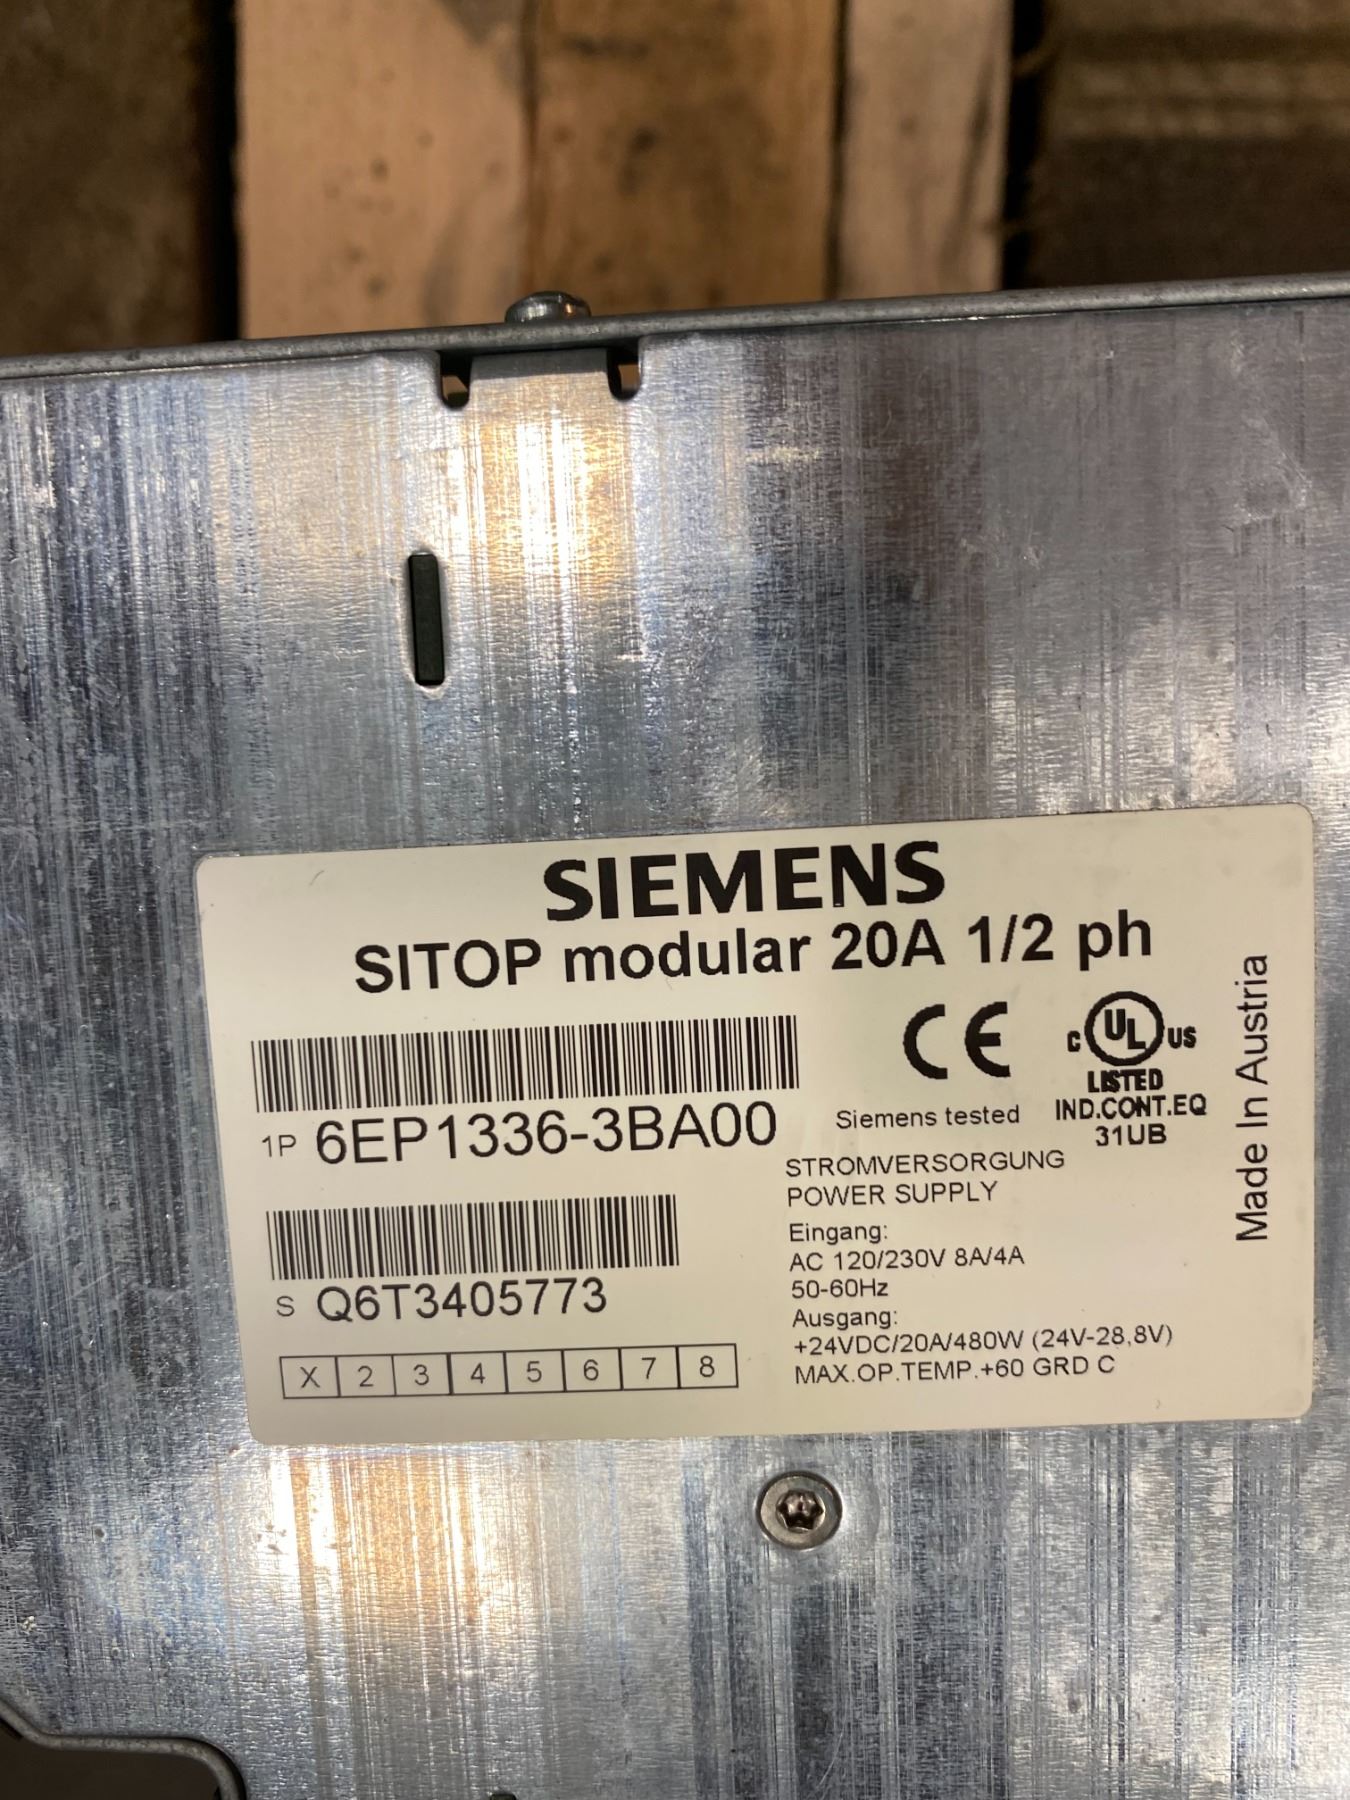 SIEMENS
SITOP modular 20A 1/2 ph
1P 6EP1336-3BA00
S Q6T3405773
X 2 3 4 5 6 7 8
CE
Siemens tested
C UL US
LISTED
IND.CONT.EQ
31UB
STROMVERSORGUNG
POWER SUPPLY
Eingang:
AC 120/230V 8A/4A
50-60Hz
Ausgang:
+24VDC/20A/480W (24V-28,8V)
MAX.OP.TEMP.+60 GRD C
Made In Austria